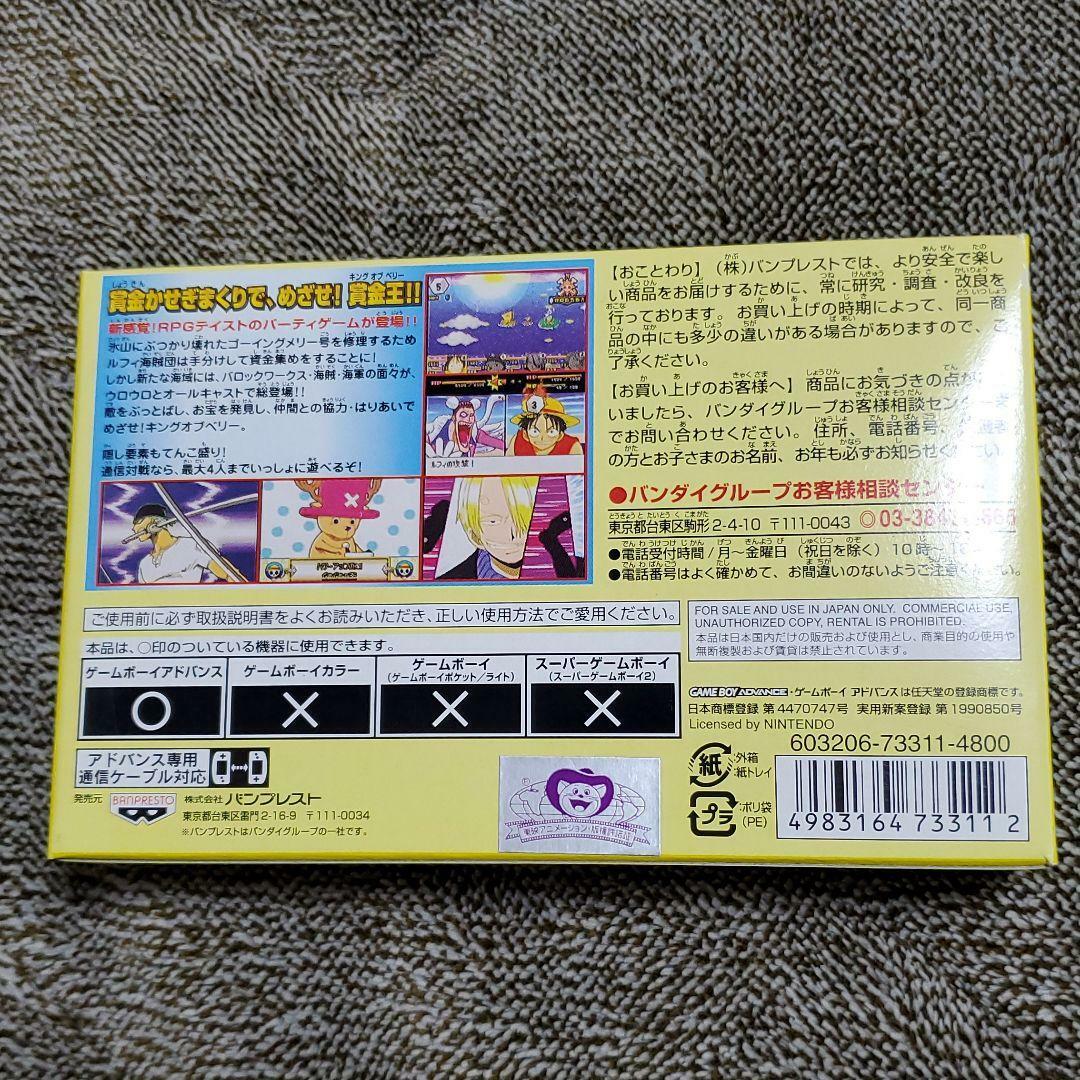 キング オブ ベリー
賞金かせぎまくりで、めざせ! 賞金王!!
新感覚!RPGテイストのパーティゲームが登場!!
氷山にぶつかり壊れたゴーイングメリー号を修理するため
ルフィ海賊団は手分けして資金集めをすることに!
しかし新たな海域には、バロックワークス・海賊・海軍の面々が、
ウロウロとオールキャストで総登場!!
敵をぶっとばし、お宝を発見し、仲間との協力・はりあいで
めざせ!キングオブベリー。
隠し要素もてんこ盛り!
通信対戦なら、最大4人までいっしょに遊べるぞ!
5
HP
HP
3
ルフィの攻撃!
【おことわり】(株)バンプレストでは、より安全で楽し
い商品をお届けするために、常に研究・調査・改良を
行っております。お買い上げの時期によって、同一商
品の中にも多少の違いがある場合がありますので、ご
了承ください。
【お買い上げのお客様へ】商品にお気づきの点
いましたら、バンダイグループお客様相談セン
でお問い合わせください。住所、電話番号、
の方とお子さまのお名前、お年も必ずお知らせく
●バンダイグループお客様相談セン
東京都台東区駒形2-4-10 〒111-0043 ◎03-38
●電話受付時間/月〜金曜日(祝日を除く)10時〜
●電話番号はよく確かめて、お間違いのないようご注意ください。
ご使用前に必ず取扱説明書をよくお読みいただき、正しい使用方法でご愛用ください。
本品は、○印のついている機器に使用できます。
ゲームボーイアドバンス ゲームボーイカラー ゲームボーイ スーパーゲームボーイ
(ゲームボーイポケット/ライト) (スーパーゲームボーイ2)
○ × × ×
FOR SALE AND USE IN JAPAN ONLY. COMMERCIAL USE,
UNAUTHORIZED COPY, RENTAL IS PROHIBITED.
本品は日本国内だけの販売および使用とし、商業目的の使用や
無断複製および賃貸は禁止されています。
GAME BOY ADVANCE・ゲームボーイ アドバンスは任天堂の登録商標です。
日本商標登録 第4470747号 実用新案登録 第1990850号
Licensed by NINTENDO
603206-73311-4800
アドバンス専用
通信ケーブル対応
発売元 BANPRESTO 株式会社 バンプレスト
東京都台東区雷門2-16-9 〒111-0034
※バンプレストはバンダイグループの一社です。
東映アニメーション・版権許諾証
紙 :外箱
:紙トレイ
プラ :ポリ袋
(PE)
4983164 733112